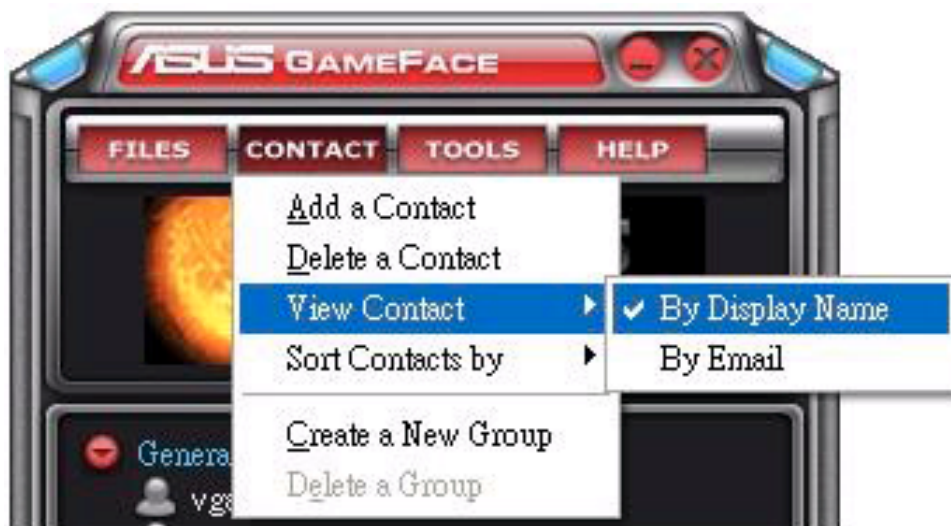 ASUS GAMEFACE
FILES CONTACT TOOLS HELP
Add a Contact
Delete a Contact
View Contact
By Display Name
Sort Contacts by
By Email
Create a New Group
Delete a Group